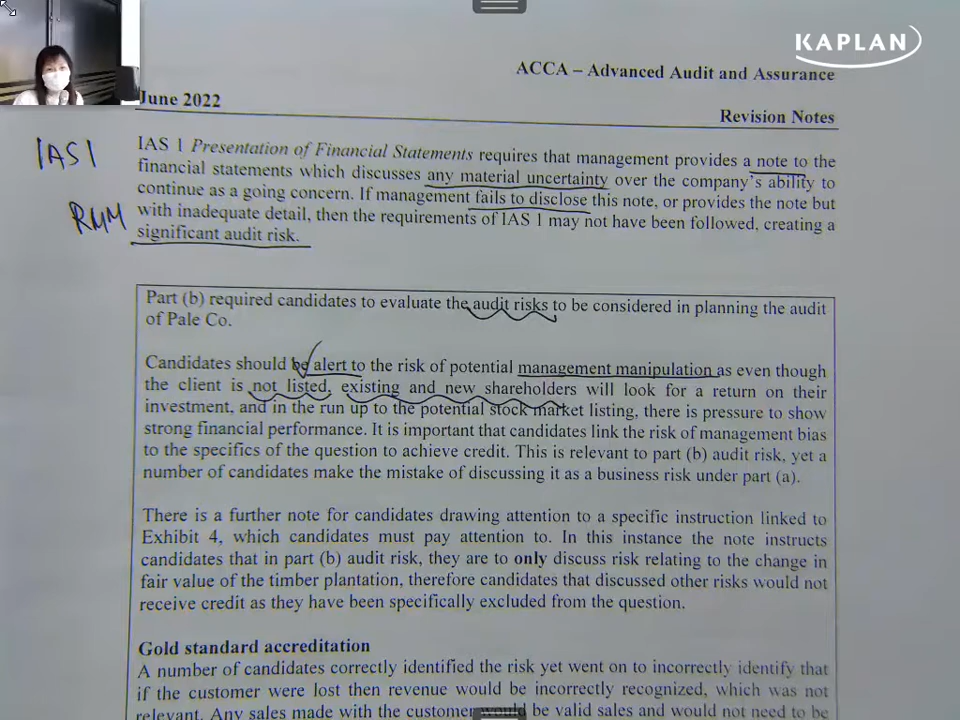 KAPLAN
ACCA – Advanced Audit and Assurance
June 2022
Revision Notes
IAS 1
IAS 1 Presentation of Financial Statements requires that management provides a note to the
financial statements which discusses any material uncertainty over the company's ability to
continue as a going concern. If management fails to disclose this note, or provides the note but
RMM
with inadequate detail, then the requirements of IAS 1 may not have been followed, creating a
significant audit risk.
Part (b) required candidates to evaluate the audit risks to be considered in planning the audit
of Pale Co.
Candidates should be alert to the risk of potential management manipulation as even though
the client is not listed, existing and new shareholders will look for a return on their
investment, and in the run up to the potential stock market listing, there is pressure to show
strong financial performance. It is important that candidates link the risk of management bias
to the specifics of the question to achieve credit. This is relevant to part (b) audit risk, yet a
number of candidates make the mistake of discussing it as a business risk under part (a).
There is a further note for candidates drawing attention to a specific instruction linked to
Exhibit 4, which candidates must pay attention to. In this instance the note instructs
candidates that in part (b) audit risk, they are to only discuss risk relating to the change in
fair value of the timber plantation, therefore candidates that discussed other risks would not
receive credit as they have been specifically excluded from the question.
Gold standard accreditation
A number of candidates correctly identified the risk yet went on to incorrectly identify that
if the customer were lost then revenue would be incorrectly recognized, which was not
relevant. Any sales made with the customer would be valid sales and would not need to be